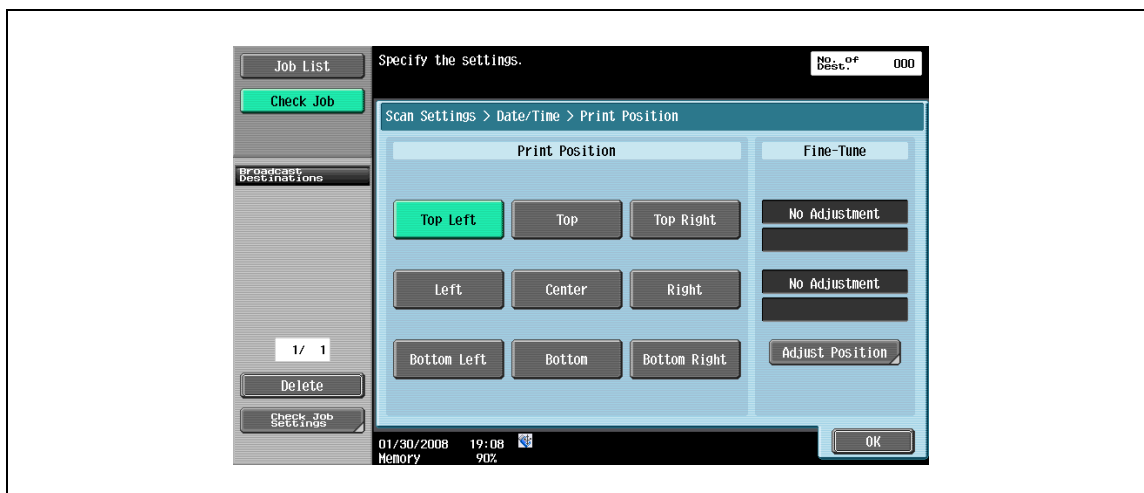 Job List
Check Job
Broadcast
Destinations
1/ 1
Delete
Check Job
Settings
Specify the settings.
No. of
Dest. 000
Scan Settings > Date/Time > Print Position
Print Position
Fine-Tune
Top Left Top Top Right
No Adjustment
Left Center Right
No Adjustment
Bottom Left Bottom Bottom Right
Adjust Position
OK
01/30/2008 19:08
Memory 90%